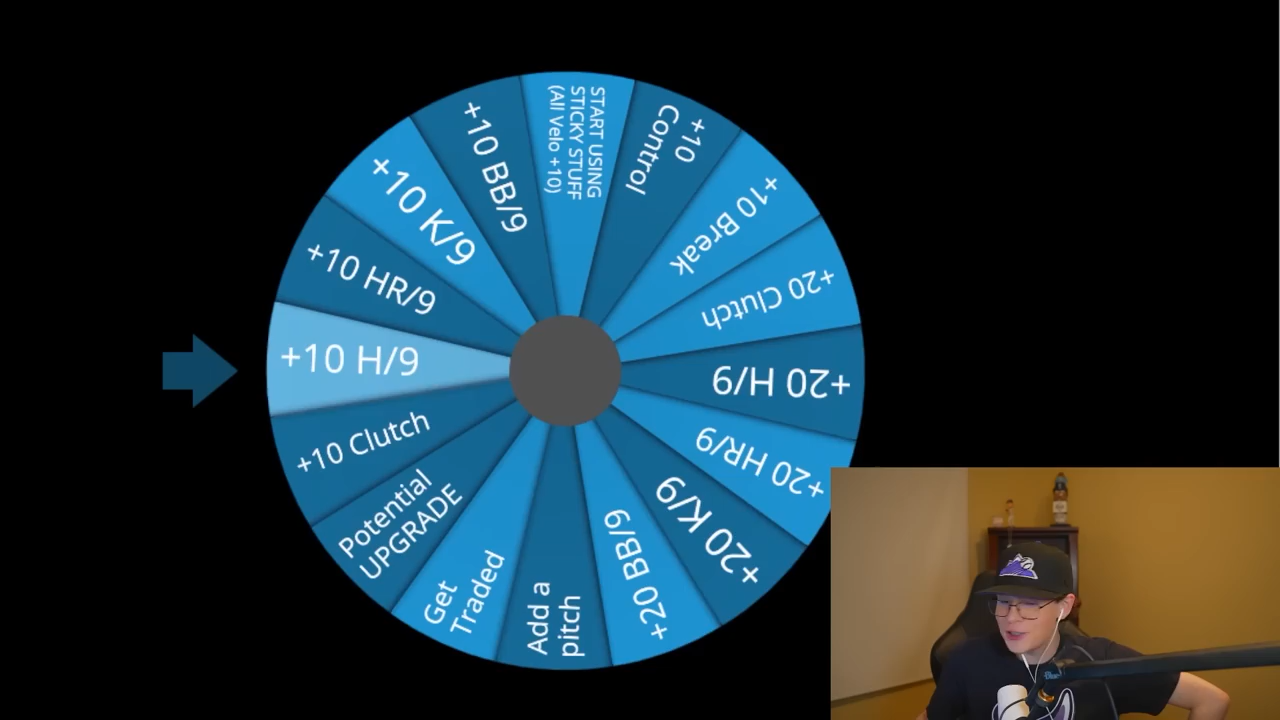 START USING
STICKY STUFF
(All Velo +10)
+10
Control
+10 Break
+20 Clutch
+20 H/9
+20 HR/9
+20 K/9
+20 BB/9
Add a
pitch
Get
Traded
Potential
UPGRADE
+10 Clutch
+10 H/9
+10 HR/9
+10 K/9
+10 BB/9